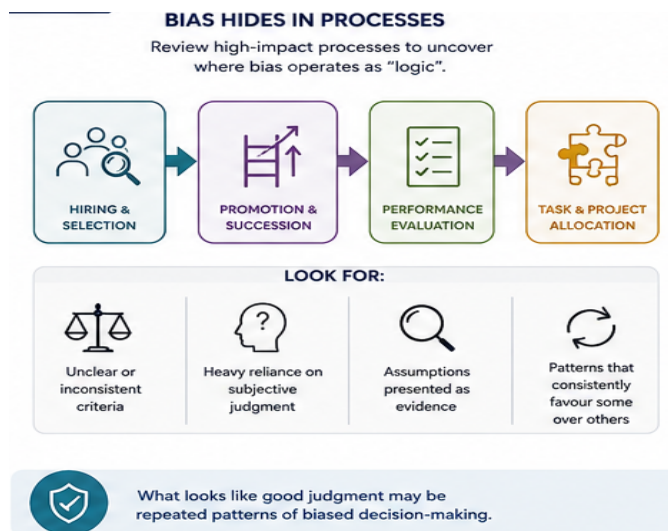 BIAS HIDES IN PROCESSES
Review high-impact processes to uncover
where bias operates as “logic”.
HIRING &
SELECTION
PROMOTION &
SUCCESSION
PERFORMANCE
EVALUATION
TASK & PROJECT
ALLOCATION
LOOK FOR:
Unclear or
inconsistent
criteria
?
Heavy reliance on
subjective
judgment
Assumptions
presented as
evidence
Patterns that
consistently
favour some
over others
What looks like good judgment may be
repeated patterns of biased decision-making.